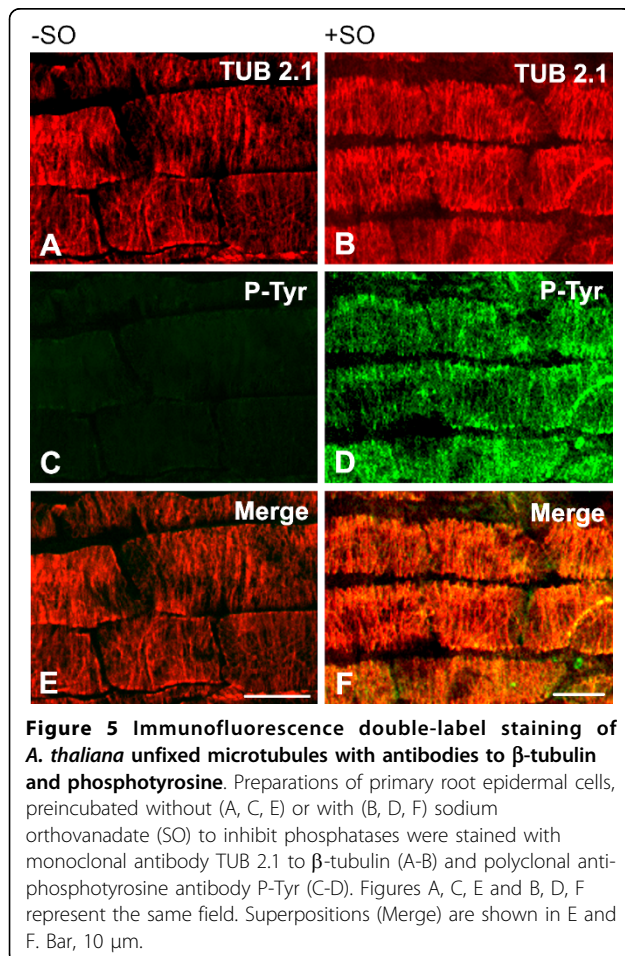 -SO +SO
TUB 2.1 TUB 2.1
A B
P-Tyr P-Tyr
C D
Merge Merge
E F
Figure 5 Immunofluorescence double-label staining of
A. thaliana unfixed microtubules with antibodies to β-tubulin
and phosphotyrosine. Preparations of primary root epidermal cells,
preincubated without (A, C, E) or with (B, D, F) sodium
orthovanadate (SO) to inhibit phosphatases were stained with
monoclonal antibody TUB 2.1 to β-tubulin (A-B) and polyclonal anti-
phosphotyrosine antibody P-Tyr (C-D). Figures A, C, E and B, D, F
represent the same field. Superpositions (Merge) are shown in E and
F. Bar, 10 μm.